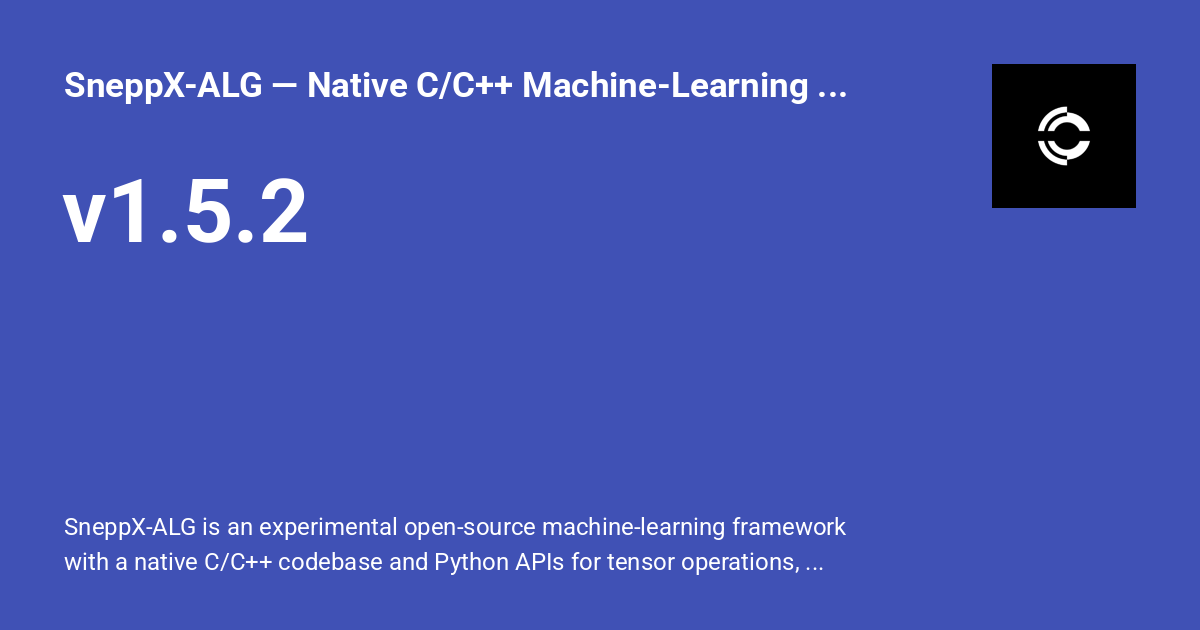 SneppX-ALG — Native C/C++ Machine-Learning ...
v1.5.2
SneppX-ALG is an experimental open-source machine-learning framework
with a native C/C++ codebase and Python APIs for tensor operations, ...